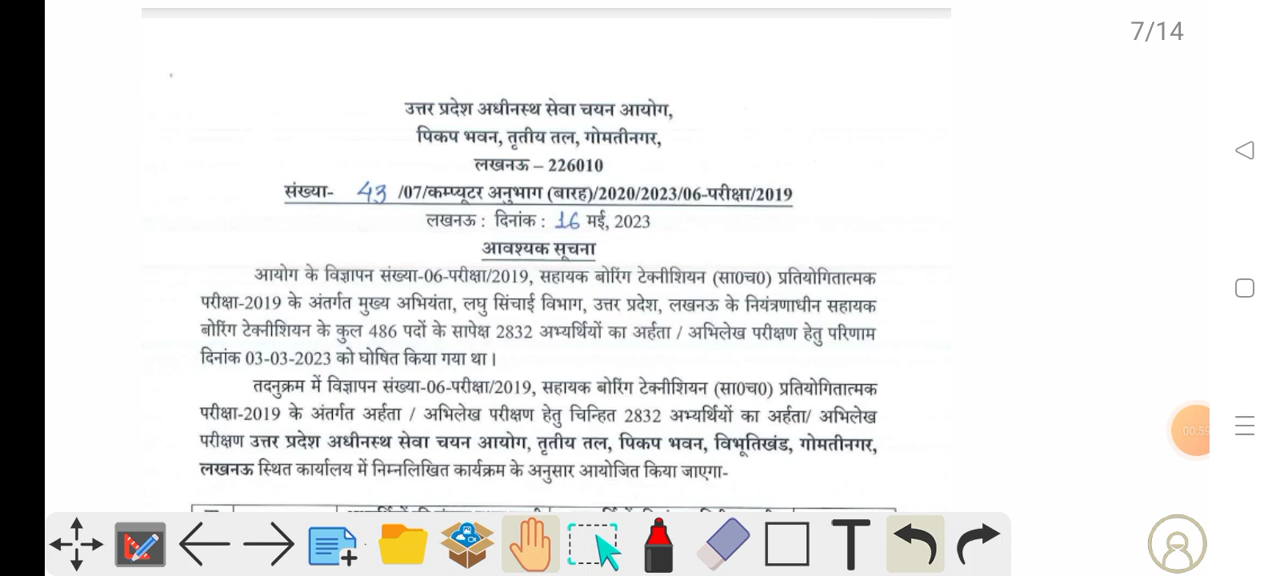 7/14
उत्तर प्रदेश अधीनस्थ सेवा चयन आयोग,
पिकप भवन, तृतीय तल, गोमतीनगर,
लखनऊ – 226010
संख्या- 43 /07/कम्प्यूटर अनुभाग (बारह)/2020/2023/06-परीक्षा/2019
लखनऊ : दिनांक : 16 मई, 2023
आवश्यक सूचना
आयोग के विज्ञापन संख्या-06-परीक्षा/2019, सहायक बोरिंग टेक्नीशियन (सा0च0) प्रतियोगितात्मक
परीक्षा-2019 के अंतर्गत मुख्य अभियंता, लघु सिंचाई विभाग, उत्तर प्रदेश, लखनऊ के नियंत्रणाधीन सहायक
बोरिंग टेक्नीशियन के कुल 486 पदों के सापेक्ष 2832 अभ्यर्थियों का अर्हता / अभिलेख परीक्षण हेतु परिणाम
दिनांक 03-03-2023 को घोषित किया गया था।
तदनुक्रम में विज्ञापन संख्या-06-परीक्षा/2019, सहायक बोरिंग टेक्नीशियन (सा0च0) प्रतियोगितात्मक
परीक्षा-2019 के अंतर्गत अर्हता / अभिलेख परीक्षण हेतु चिन्हित 2832 अभ्यर्थियों का अर्हता/ अभिलेख
परीक्षण उत्तर प्रदेश अधीनस्थ सेवा चयन आयोग, तृतीय तल, पिकप भवन, विभूतिखंड, गोमतीनगर,
लखनऊ स्थित कार्यालय में निम्नलिखित कार्यक्रम के अनुसार आयोजित किया जाएगा-